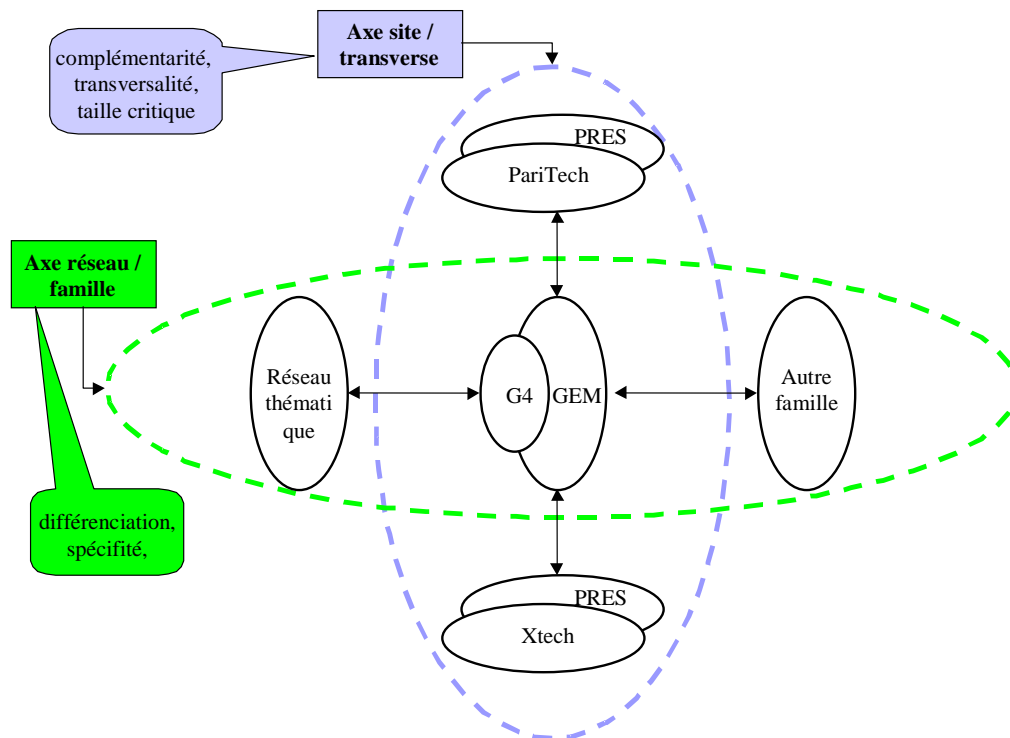 Axe site /
transverse
complémentarité,
transversalité,
taille critique
PRES
PariTech
Axe réseau /
famille
Réseau
thémati
que
G4
GEM
Autre
famille
différenciation,
spécifité,
PRES
Xtech